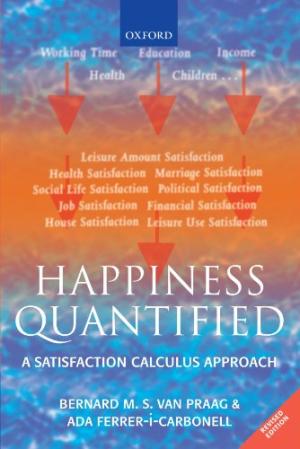 OXFORD
Working Time Education Income
Health Children ...
Leisure Amount Satisfaction
Health Satisfaction Marriage Satisfaction
Social Life Satisfaction Political Satisfaction
Job Satisfaction Financial Satisfaction
House Satisfaction Leisure Use Satisfaction
HAPPINESS
QUANTIFIED
A SATISFACTION CALCULUS APPROACH
BERNARD M. S. VAN PRAAG &
ADA FERRER-i-CARBONELL
REVISED
EDITION